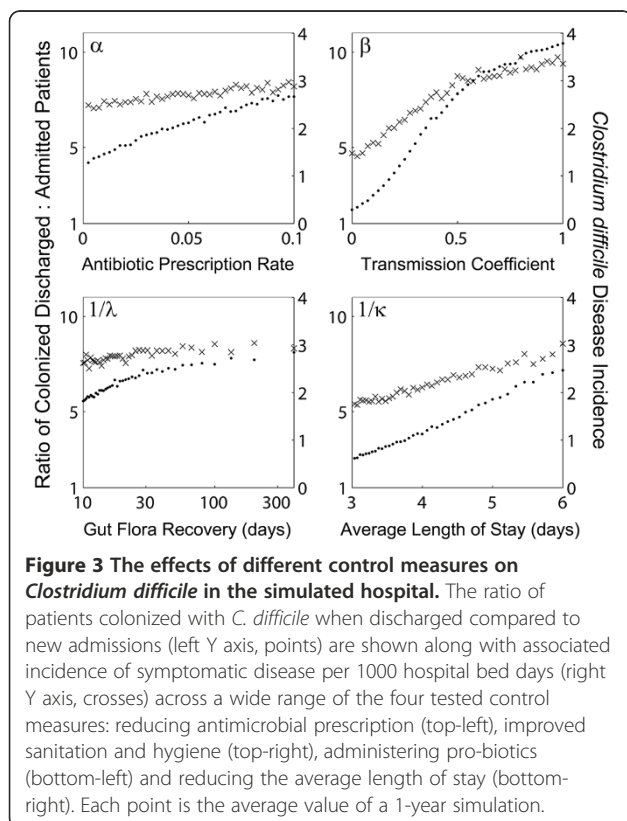 α
β
10
5
1
4
3
2
1
0
0
0.05
0.1
Antibiotic Prescription Rate
10
5
1
4
3
2
1
0
0
0.5
1
Transmission Coefficient
Ratio of Colonized Discharged : Admitted Patients
Clostridium difficile Disease Incidence
1/λ
1/κ
10
5
1
4
3
2
1
0
10
30
100
300
Gut Flora Recovery (days)
10
5
1
4
3
2
1
0
3
4
5
6
Average Length of Stay (days)
Figure 3 The effects of different control measures on
Clostridium difficile in the simulated hospital. The ratio of
patients colonized with C. difficile when discharged compared to
new admissions (left Y axis, points) are shown along with associated
incidence of symptomatic disease per 1000 hospital bed days (right
Y axis, crosses) across a wide range of the four tested control
measures: reducing antimicrobial prescription (top-left), improved
sanitation and hygiene (top-right), administering pro-biotics
(bottom-left) and reducing the average length of stay (bottom-
right). Each point is the average value of a 1-year simulation.